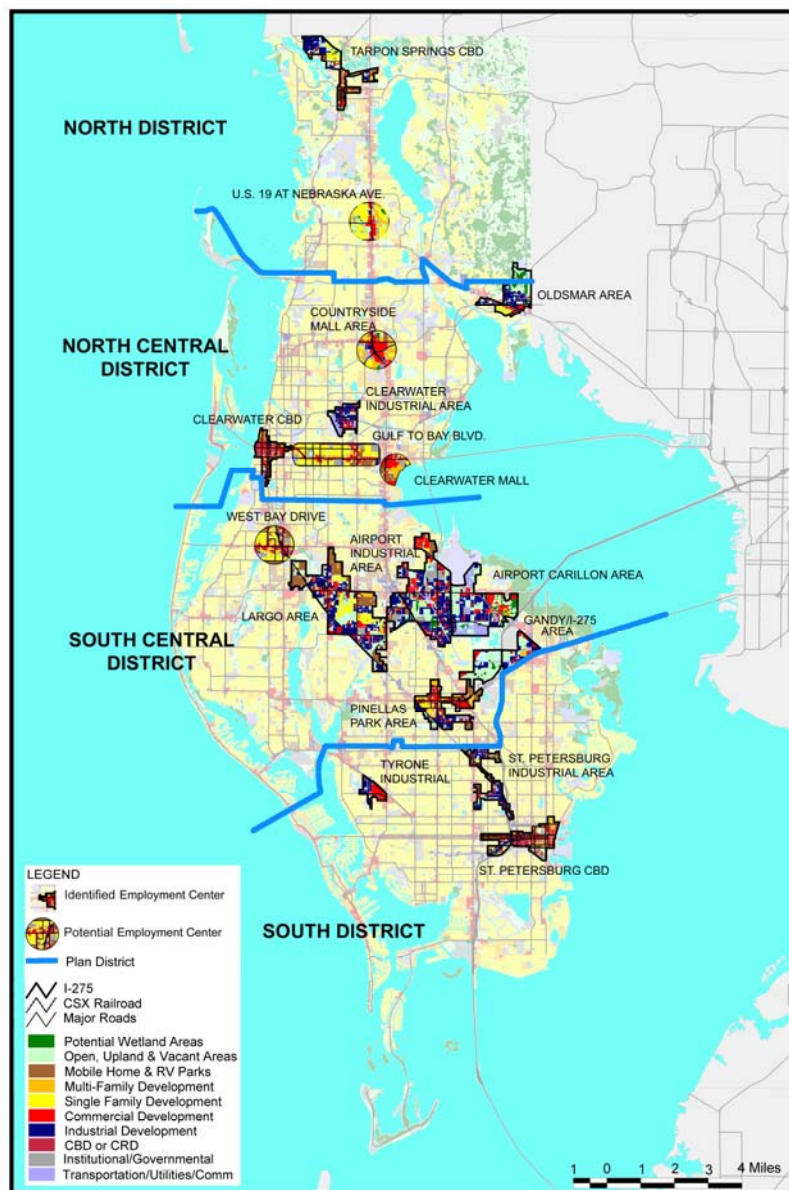 TARPON SPRINGS CBD
NORTH DISTRICT
U.S. 19 AT NEBRASKA AVE.
OLDSMAR AREA
COUNTRYSIDE
MALL AREA
NORTH CENTRAL
DISTRICT
CLEARWATER
INDUSTRIAL AREA
CLEARWATER CBD
GULF TO BAY BLVD.
CLEARWATER MALL
WEST BAY DRIVE
AIRPORT
INDUSTRIAL
AREA
AIRPORT CARILLON AREA
LARGO AREA
GANDY/I-275
AREA
SOUTH CENTRAL
DISTRICT
PINELLAS
PARK AREA
ST. PETERSBURG
INDUSTRIAL AREA
TYRONE
INDUSTRIAL
ST. PETERSBURG CBD
SOUTH DISTRICT
LEGEND
Identified Employment Center
Potential Employment Center
Plan District
I-275
CSX Railroad
Major Roads
Potential Wetland Areas
Open, Upland & Vacant Areas
Mobile Home & RV Parks
Multi-Family Development
Single Family Development
Commercial Development
Industrial Development
CBD or CRD
Institutional/Governmental
Transportation/Utilities/Comm
1 0 1 2 3 4 Miles